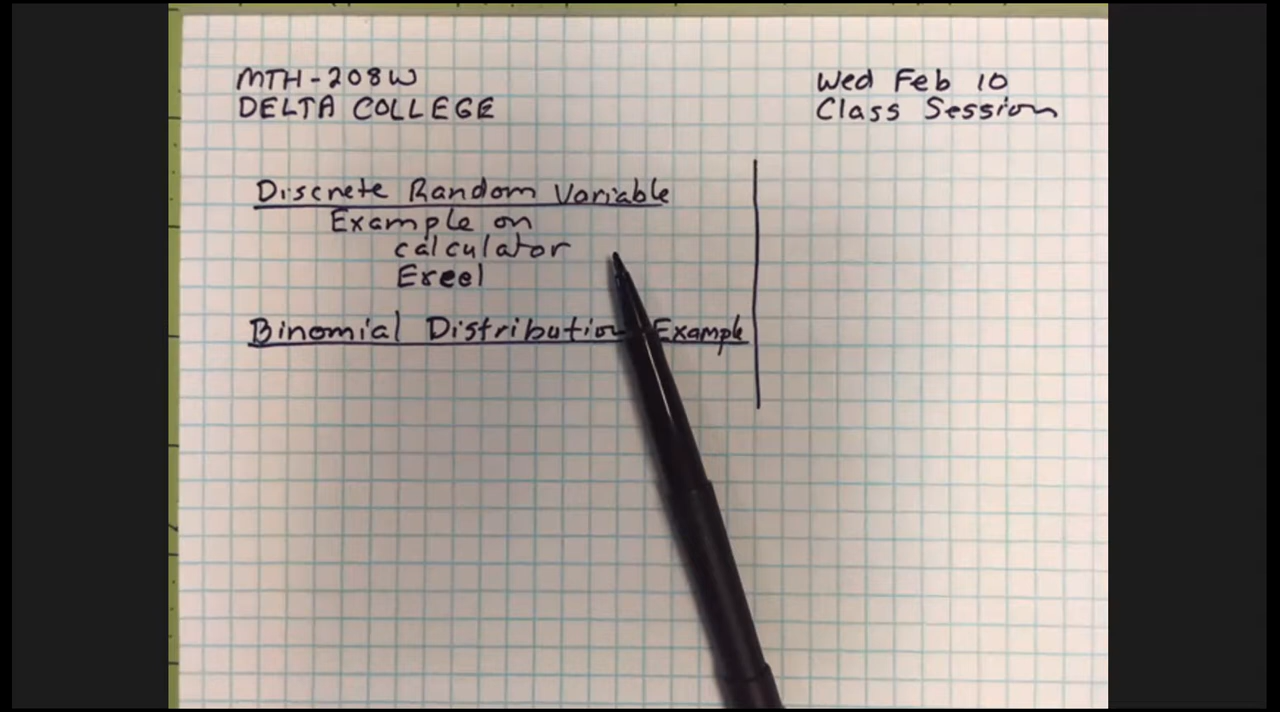 MTH-208W
DELTA COLLEGE
Wed Feb 10
Class Session
Discrete Random Variable
Example on
calculator
Excel
Binomial Distribution Example